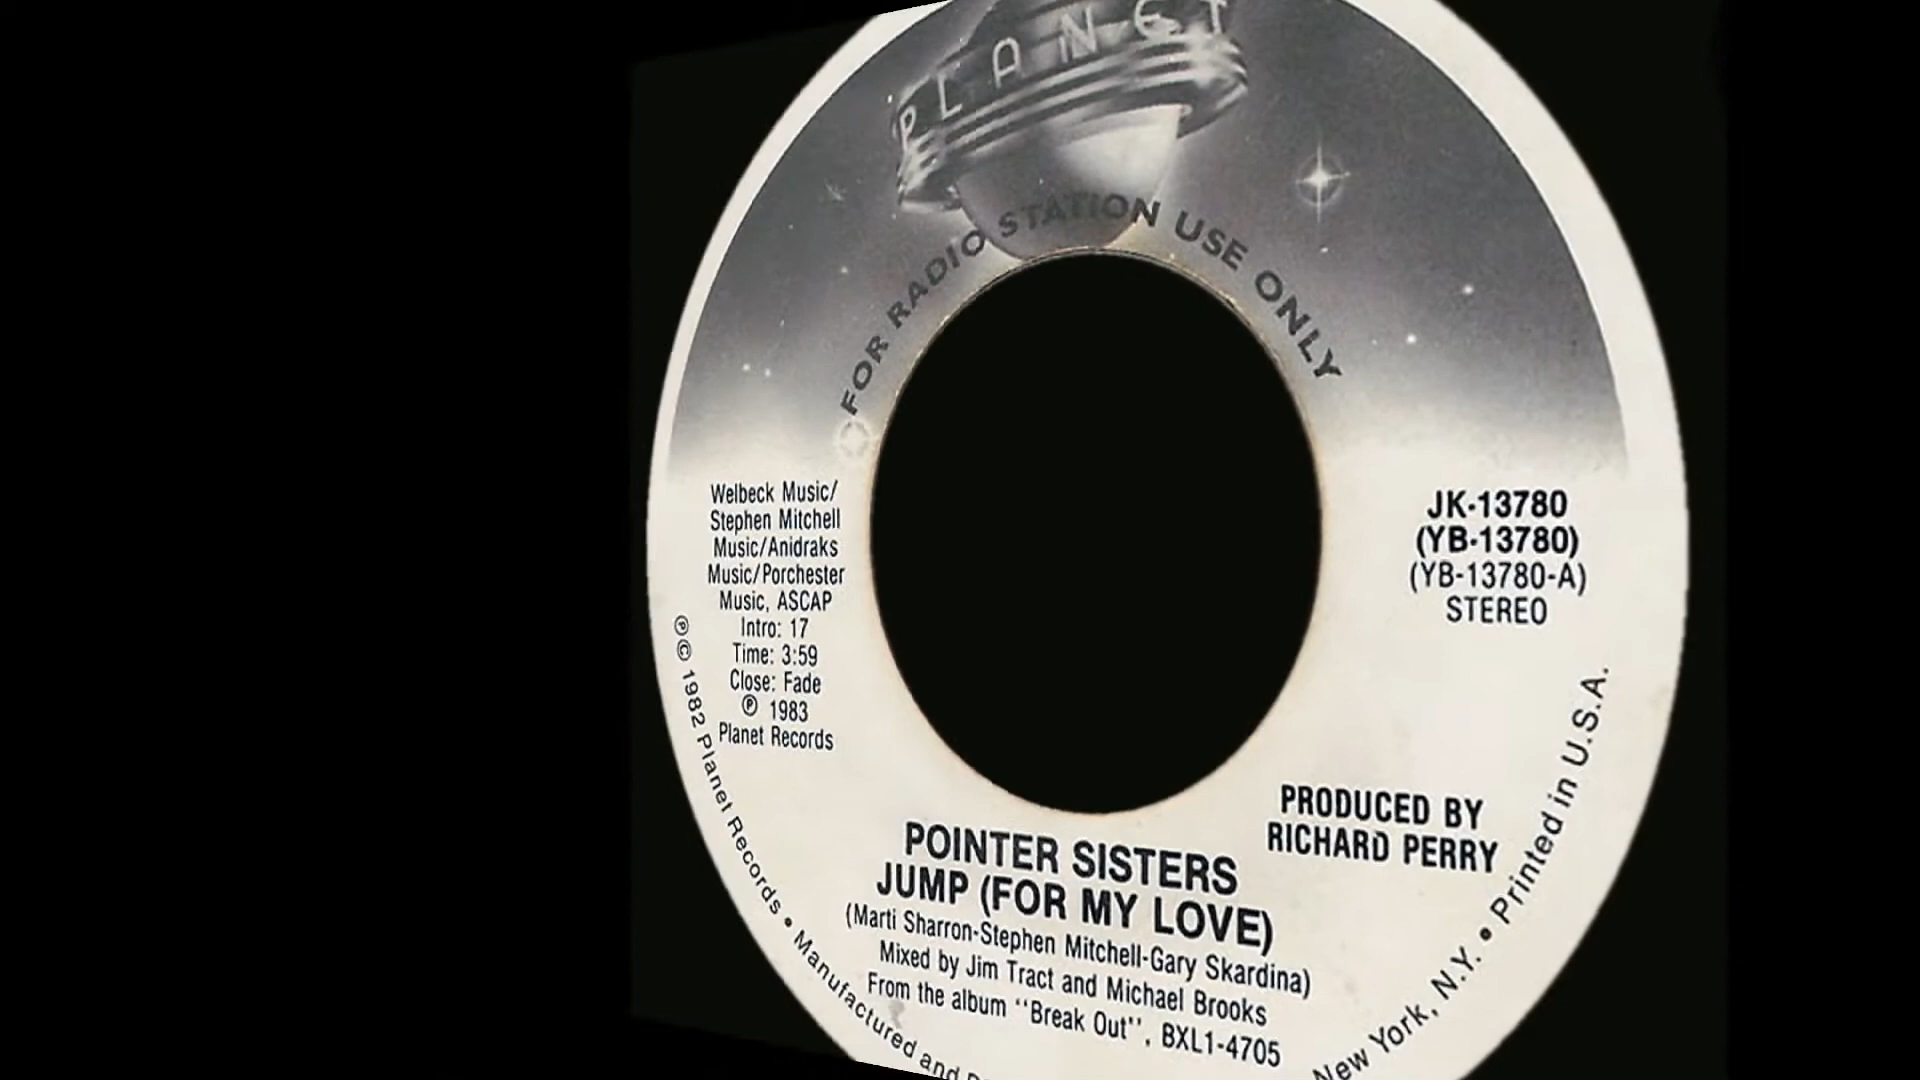 PLANET
FOR RADIO STATION USE ONLY
Welbeck Music/
Stephen Mitchell
Music/Anidraks
Music/Porchester
Music, ASCAP
Intro: 17
Time: 3:59
Close: Fade
℗ 1983
Planet Records
JK-13780
(YB-13780)
(YB-13780-A)
STEREO
PRODUCED BY
RICHARD PERRY
POINTER SISTERS
JUMP (FOR MY LOVE)
(Marti Sharron-Stephen Mitchell-Gary Skardina)
Mixed by Jim Tract and Michael Brooks
From the album "Break Out", BXL1-4705
℗ © 1982 Planet Records • Manufactured and
New York, N.Y. • Printed in U.S.A.